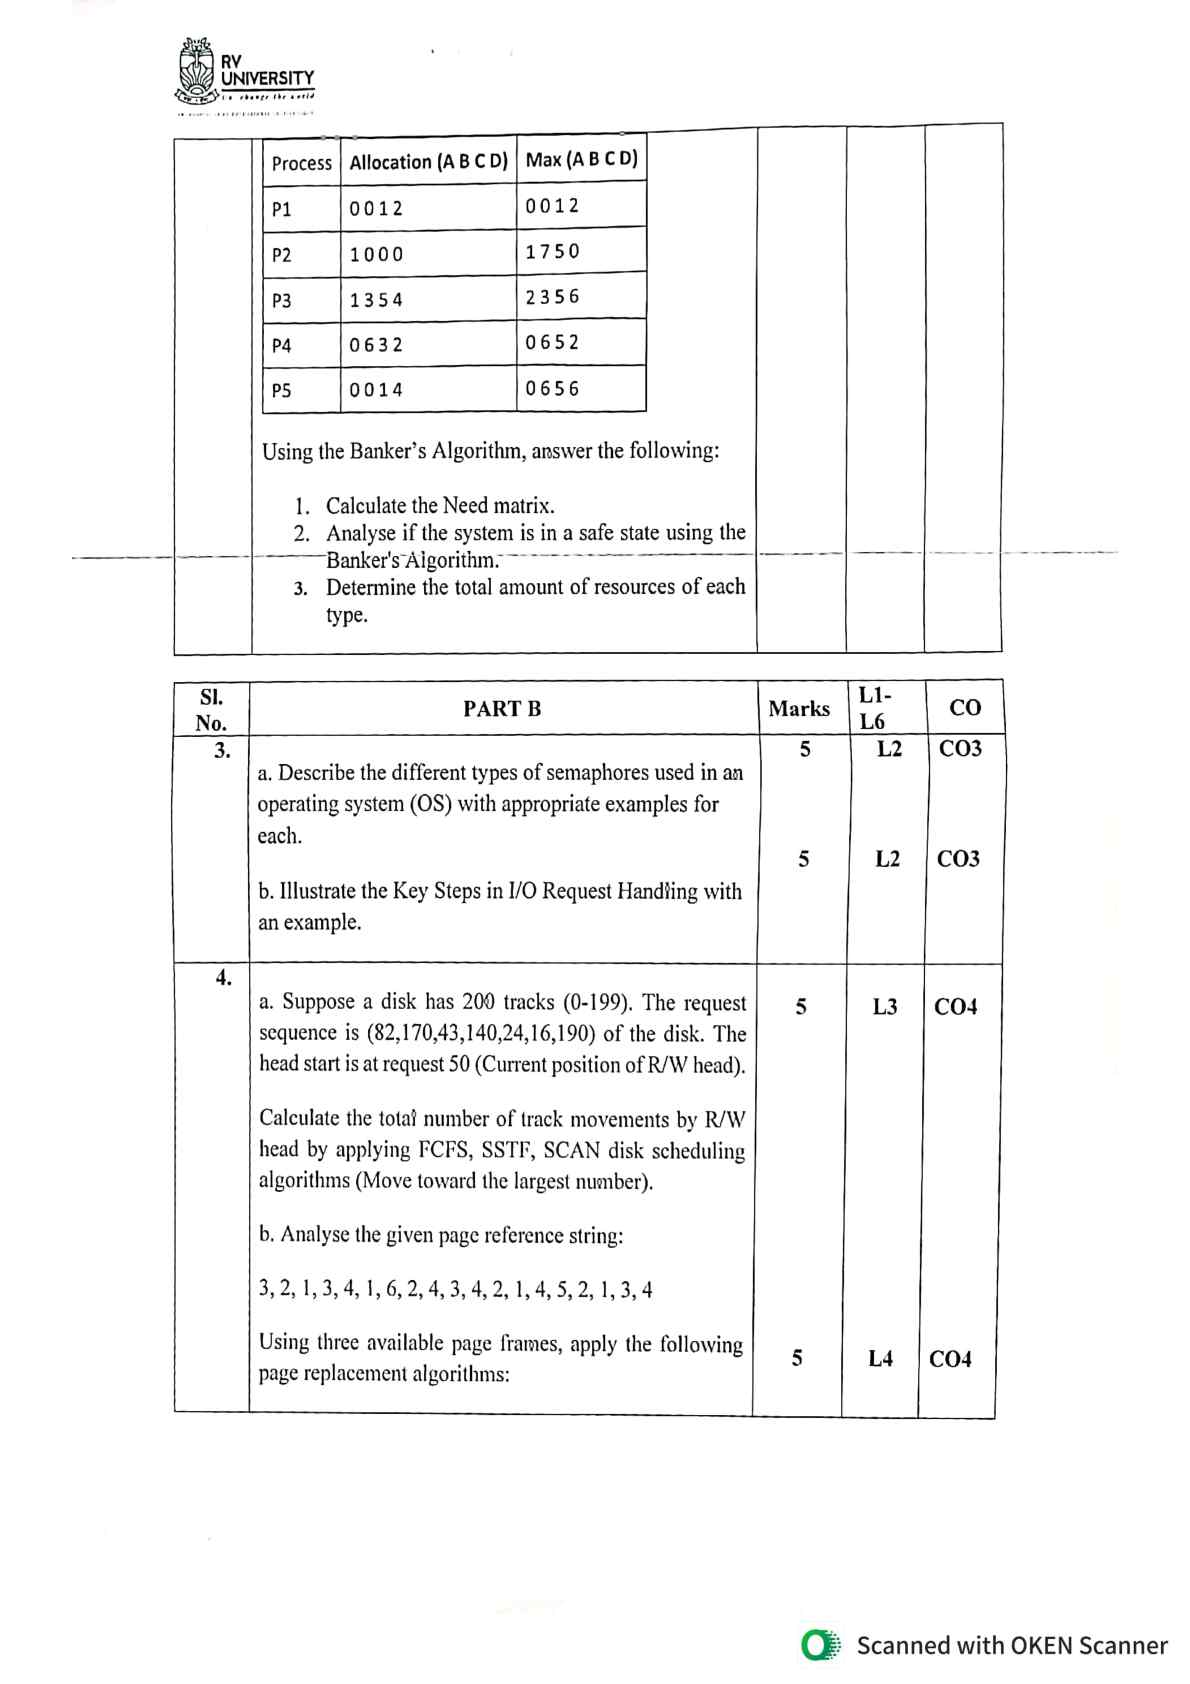 RV
UNIVERSITY
Process Allocation (A B C D) Max (A B C D)
P1 0 0 1 2 0 0 1 2
P2 1 0 0 0 1 7 5 0
P3 1 3 5 4 2 3 5 6
P4 0 6 3 2 0 6 5 2
P5 0 0 1 4 0 6 5 6
Using the Banker's Algorithm, answer the following:
1. Calculate the Need matrix.
2. Analyse if the system is in a safe state using the
Banker's Algorithm.
3. Determine the total amount of resources of each
type.
Sl.
No.
PART B
Marks
L1-
L6
CO
3.
5 L2 CO3
a. Describe the different types of semaphores used in an
operating system (OS) with appropriate examples for
each.
5 L2 CO3
b. Illustrate the Key Steps in I/O Request Handling with
an example.
4.
a. Suppose a disk has 200 tracks (0-199). The request
5 L3 CO4
sequence is (82,170,43,140,24,16,190) of the disk. The
head start is at request 50 (Current position of R/W head).
Calculate the total number of track movements by R/W
head by applying FCFS, SSTF, SCAN disk scheduling
algorithms (Move toward the largest number).
b. Analyse the given page reference string:
3, 2, 1, 3, 4, 1, 6, 2, 4, 3, 4, 2, 1, 4, 5, 2, 1, 3, 4
Using three available page frames, apply the following
5 L4 CO4
page replacement algorithms:
Scanned with OKEN Scanner